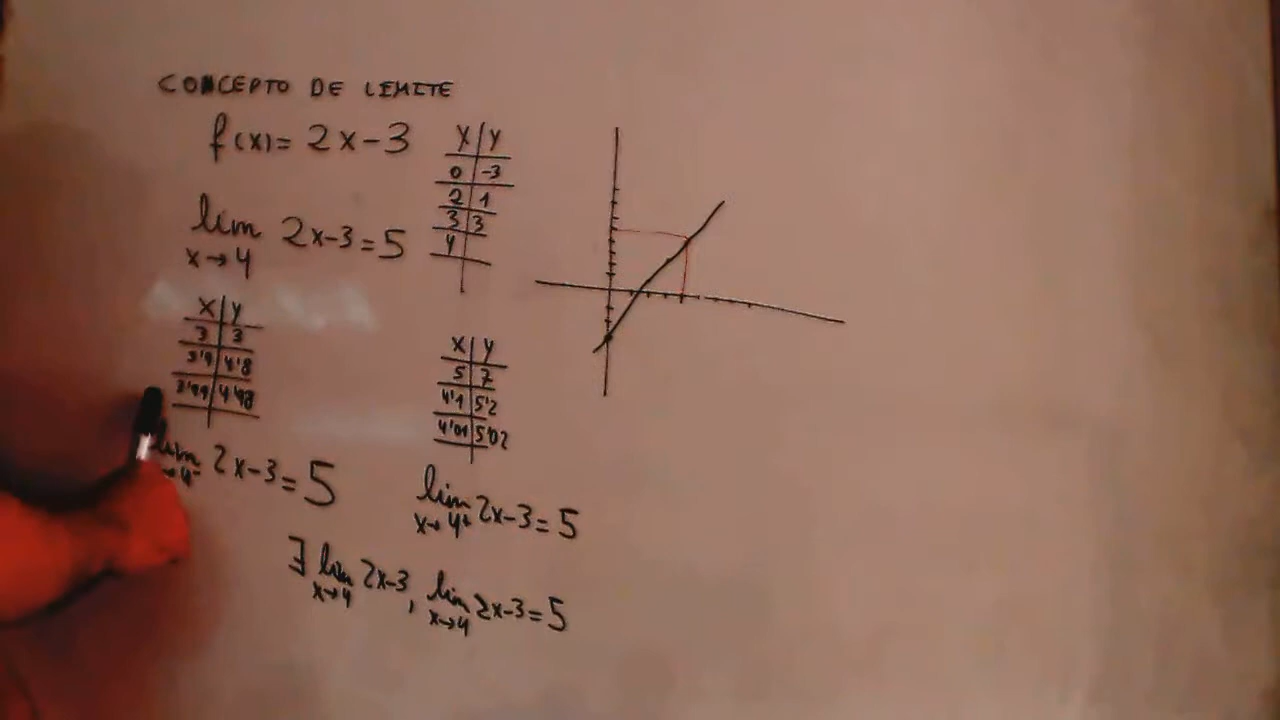 CONCEPTO DE LIMITE
f(x)= 2x-3
x | y
0 | -3
2 | 1
3 | 3
4 |
lim 2x-3=5
x→4
x | y
3 | 3
3'9 | 4'8
3'99 | 4'98
x | y
5 | 7
4'1 | 5'2
4'01 | 5'02
lim 2x-3=5
→4⁻
lim 2x-3=5
x→4⁺
∃ lim 2x-3, lim 2x-3=5
x→4 x→4